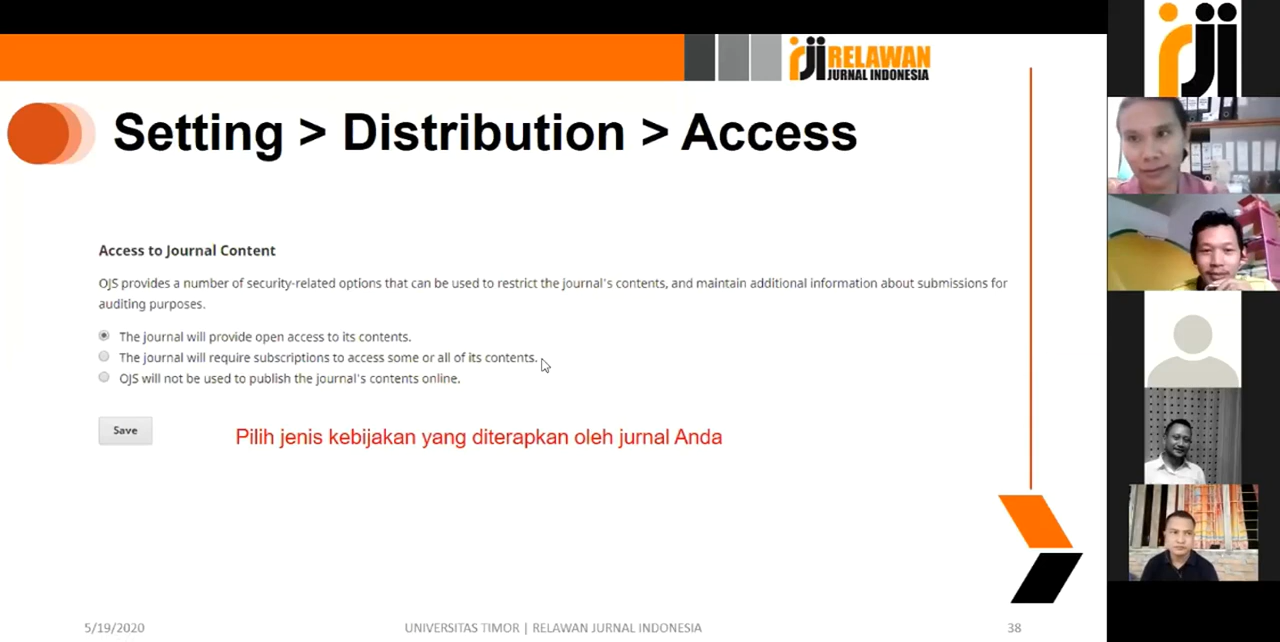 RELAWAN
JURNAL INDONESIA
Setting > Distribution > Access
Access to Journal Content
OJS provides a number of security-related options that can be used to restrict the journal's contents, and maintain additional information about submissions for
auditing purposes.
The journal will provide open access to its contents.
The journal will require subscriptions to access some or all of its contents.
OJS will not be used to publish the journal's contents online.
Save
Pilih jenis kebijakan yang diterapkan oleh jurnal Anda
5/19/2020
UNIVERSITAS TIMOR | RELAWAN JURNAL INDONESIA
38